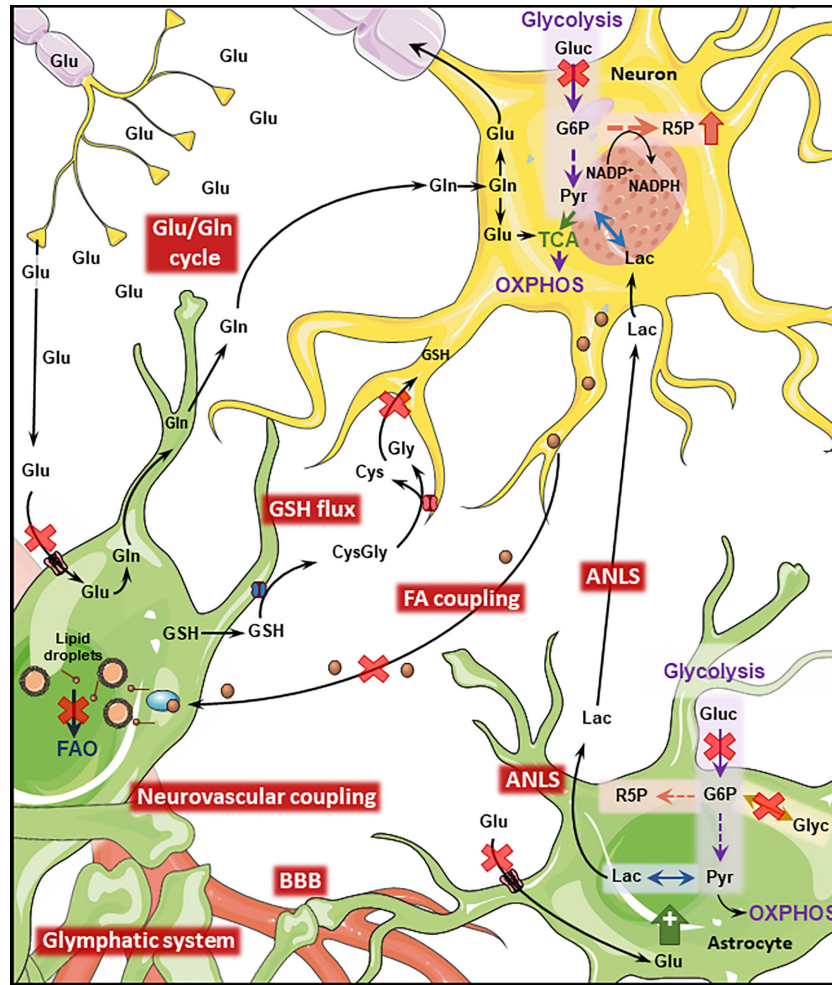 Glycolysis
Gluc
Neuron
Glu
Glu
Glu
Glu
Glu
Glu
Glu
Glu
Glu
G6P
R5P
NADP⁺
NADPH
Glu
Gln
Gln
Glu
Pyr
TCA
Lac
OXPHOS
Glu/Gln
cycle
Gln
Lac
Glu
GSH
Gln
Gly
Cys
Glu
GSH flux
CysGly
Gln
Glu
GSH
GSH
FA coupling
ANLS
Lipid
droplets
FAO
Glycolysis
Lac
Gluc
Neurovascular coupling
ANLS
R5P
G6P
Glyc
Glu
BBB
Lac
Pyr
OXPHOS
Glymphatic system
+
Astrocyte
Glu